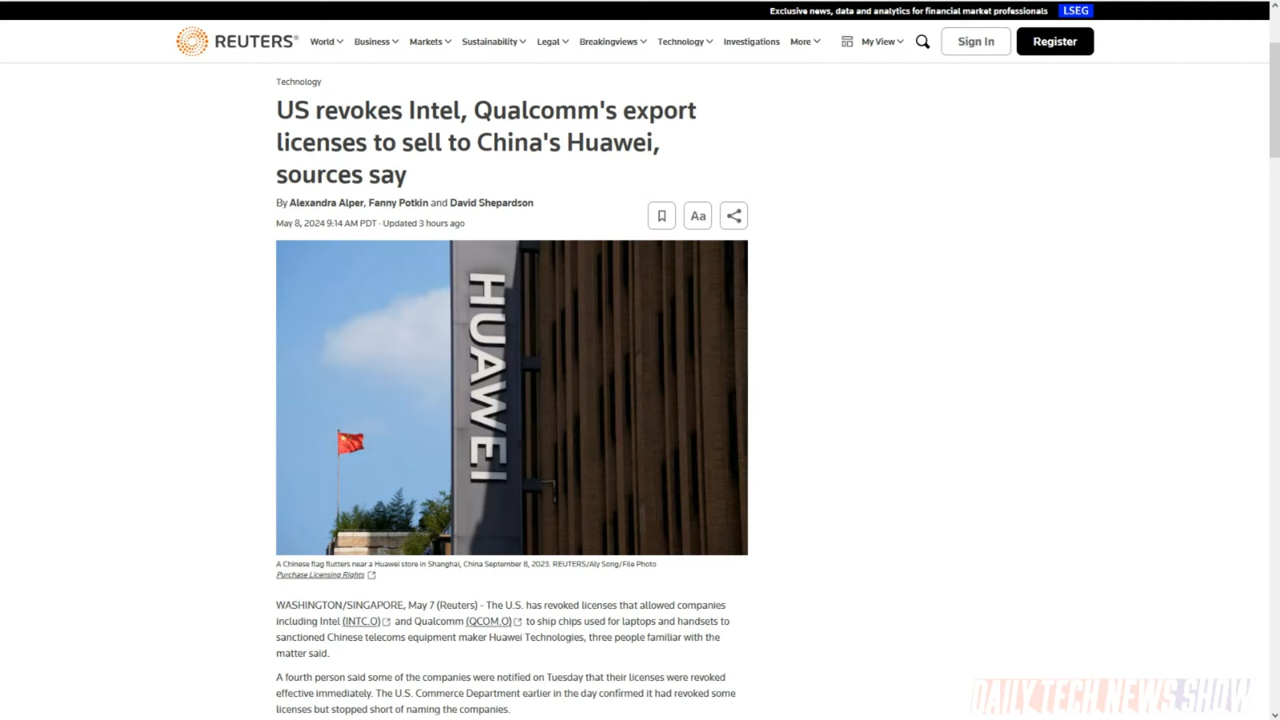 Exclusive news, data and analytics for financial market professionals LSEG
REUTERS® World Business Markets Sustainability Legal Breakingviews Technology Investigations More My View Sign In Register
Technology
US revokes Intel, Qualcomm's export
licenses to sell to China's Huawei,
sources say
By Alexandra Alper, Fanny Potkin and David Shepardson
May 8, 2024 9:14 AM PDT · Updated 3 hours ago
Aa
HUAWEI
A Chinese flag flutters near a Huawei store in Shanghai, China September 8, 2023. REUTERS/Aly Song/File Photo
Purchase Licensing Rights
WASHINGTON/SINGAPORE, May 7 (Reuters) - The U.S. has revoked licenses that allowed companies
including Intel (INTC.O) and Qualcomm (QCOM.O) to ship chips used for laptops and handsets to
sanctioned Chinese telecoms equipment maker Huawei Technologies, three people familiar with the
matter said.
A fourth person said some of the companies were notified on Tuesday that their licenses were revoked
effective immediately. The U.S. Commerce Department earlier in the day confirmed it had revoked some
licenses but stopped short of naming the companies.
DAILY TECH NEWS SHOW